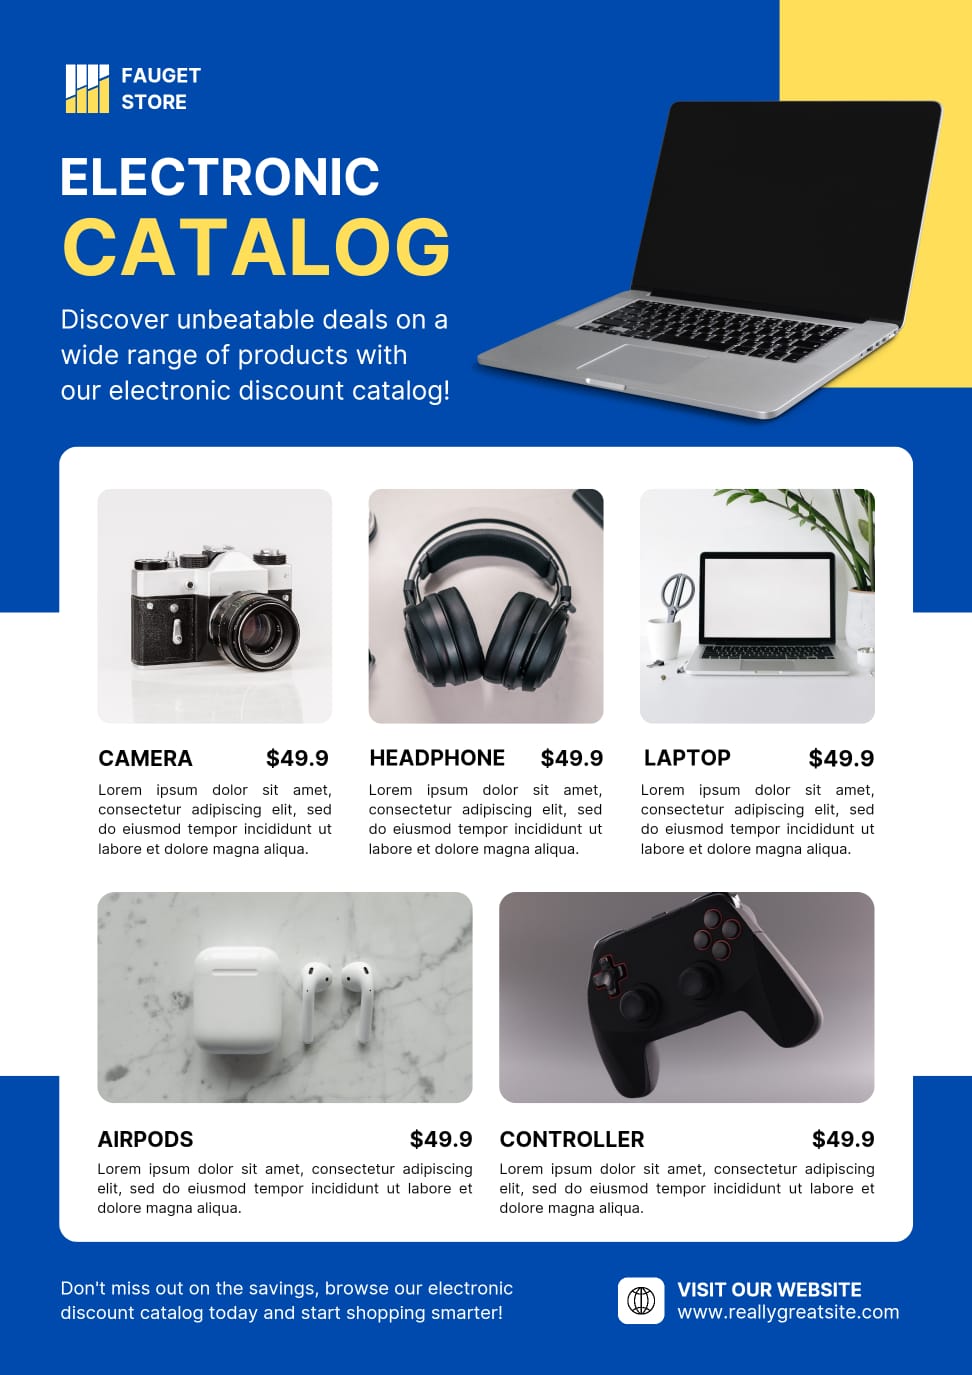 FAUGET
STORE
ELECTRONIC
CATALOG
Discover unbeatable deals on a
wide range of products with
our electronic discount catalog!
CAMERA $49.9
Lorem ipsum dolor sit amet,
consectetur adipiscing elit, sed
do eiusmod tempor incididunt ut
labore et dolore magna aliqua.
HEADPHONE $49.9
Lorem ipsum dolor sit amet,
consectetur adipiscing elit, sed
do eiusmod tempor incididunt ut
labore et dolore magna aliqua.
LAPTOP $49.9
Lorem ipsum dolor sit amet,
consectetur adipiscing elit, sed
do eiusmod tempor incididunt ut
labore et dolore magna aliqua.
AIRPODS $49.9
Lorem ipsum dolor sit amet, consectetur adipiscing
elit, sed do eiusmod tempor incididunt ut labore et
dolore magna aliqua.
CONTROLLER $49.9
Lorem ipsum dolor sit amet, consectetur adipiscing
elit, sed do eiusmod tempor incididunt ut labore et
dolore magna aliqua.
Don't miss out on the savings, browse our electronic
discount catalog today and start shopping smarter!
VISIT OUR WEBSITE
www.reallygreatsite.com